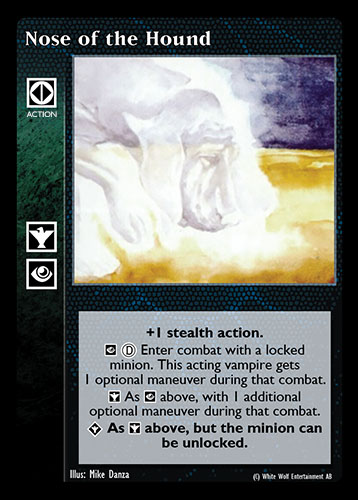 Nose of the Hound
ACTION
+1 stealth action.
D Enter combat with a locked
minion. This acting vampire gets
1 optional maneuver during that combat.
As above, with 1 additional
optional maneuver during that combat.
As above, but the minion can
be unlocked.
Illus: Mike Danza
(C) White Wolf Entertainment AB